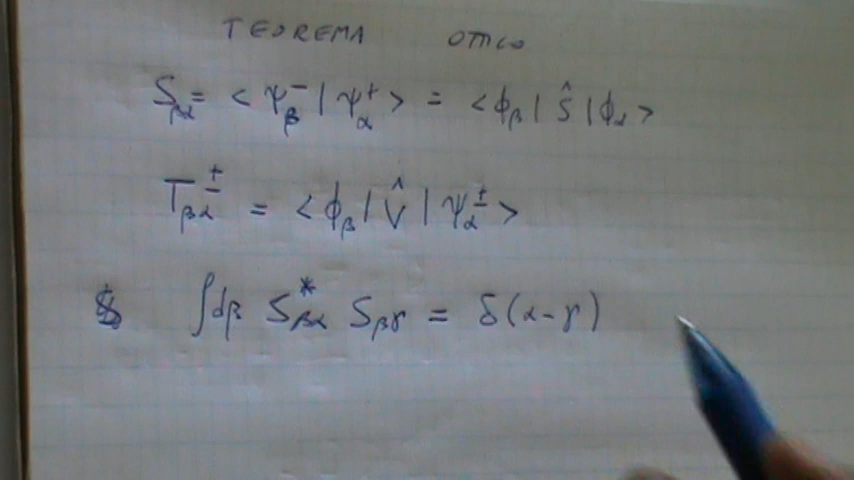 TEOREMA OTTICO
S_βα = < ψ_β^- | ψ_α^+ > = < ϕ_β | Ŝ | ϕ_α >
T_βα^± = < ϕ_β | V̂ | ψ_α^± >
∫dβ S*_βα S_βγ = δ(α-γ)